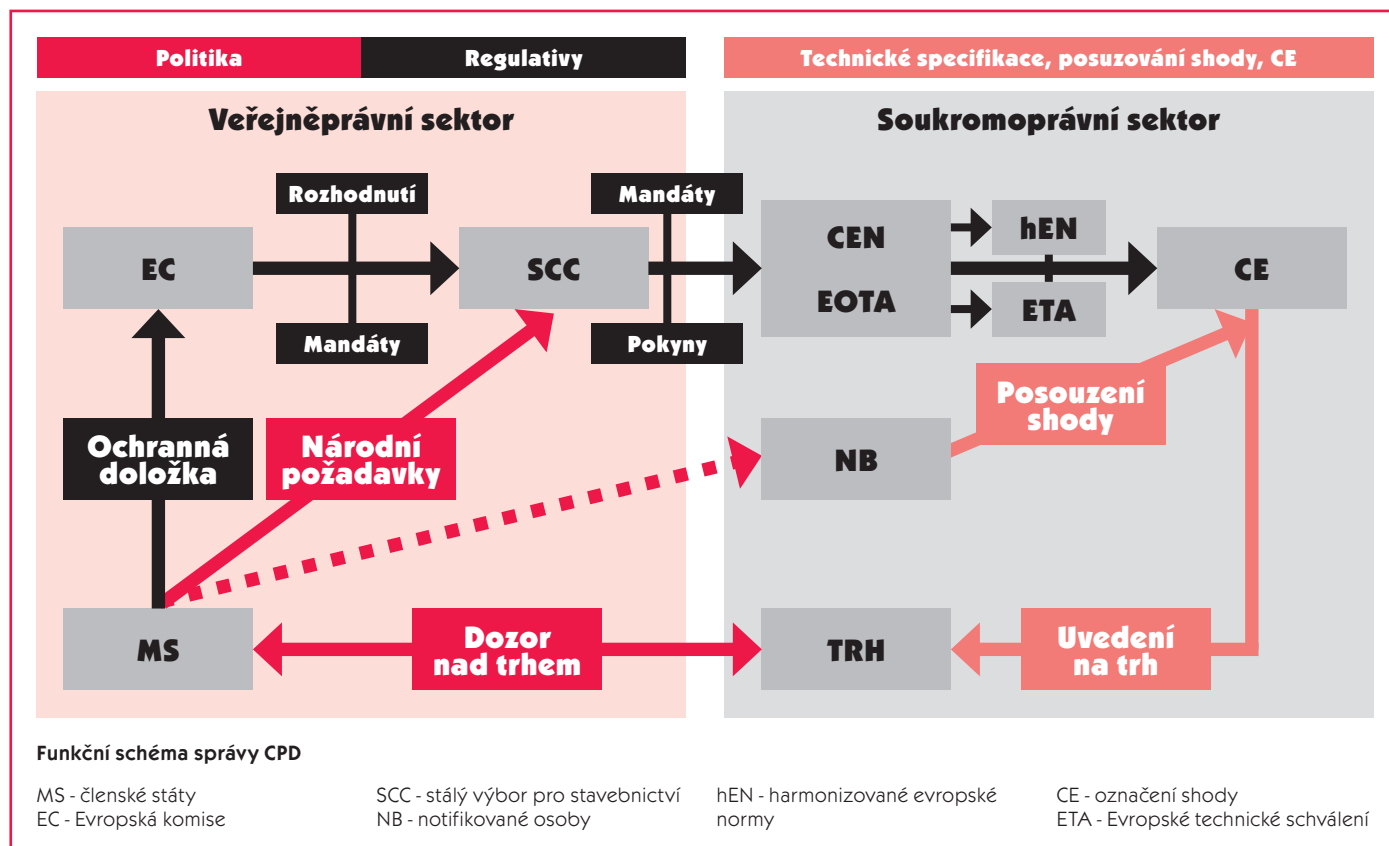 Politika
Regulativy
Technické specifikace, posuzování shody, CE
Veřejněprávní sektor
Soukromoprávní sektor
Rozhodnutí
Mandáty
EC
SCC
CEN
EOTA
hEN
ETA
CE
Mandáty
Pokyny
Ochranná
doložka
Národní
požadavky
NB
Posouzení
shody
MS
Dozor
nad trhem
TRH
Uvedení
na trh
Funkční schéma správy CPD
MS - členské státy
EC - Evropská komise
SCC - stálý výbor pro stavebnictví
NB - notifikované osoby
hEN - harmonizované evropské
normy
CE - označení shody
ETA - Evropské technické schválení